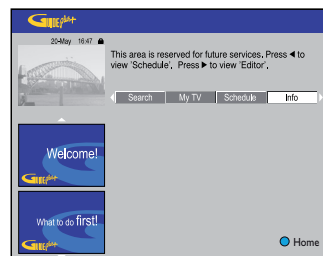 GUIDE Plus+
20-May 16:47
This area is reserved for future services. Press ◄ to
view 'Schedule', Press ► to view 'Editor'.
Search My TV Schedule Info
Welcome!
GUIDE Plus+
What to do first!
GUIDE Plus+
Home